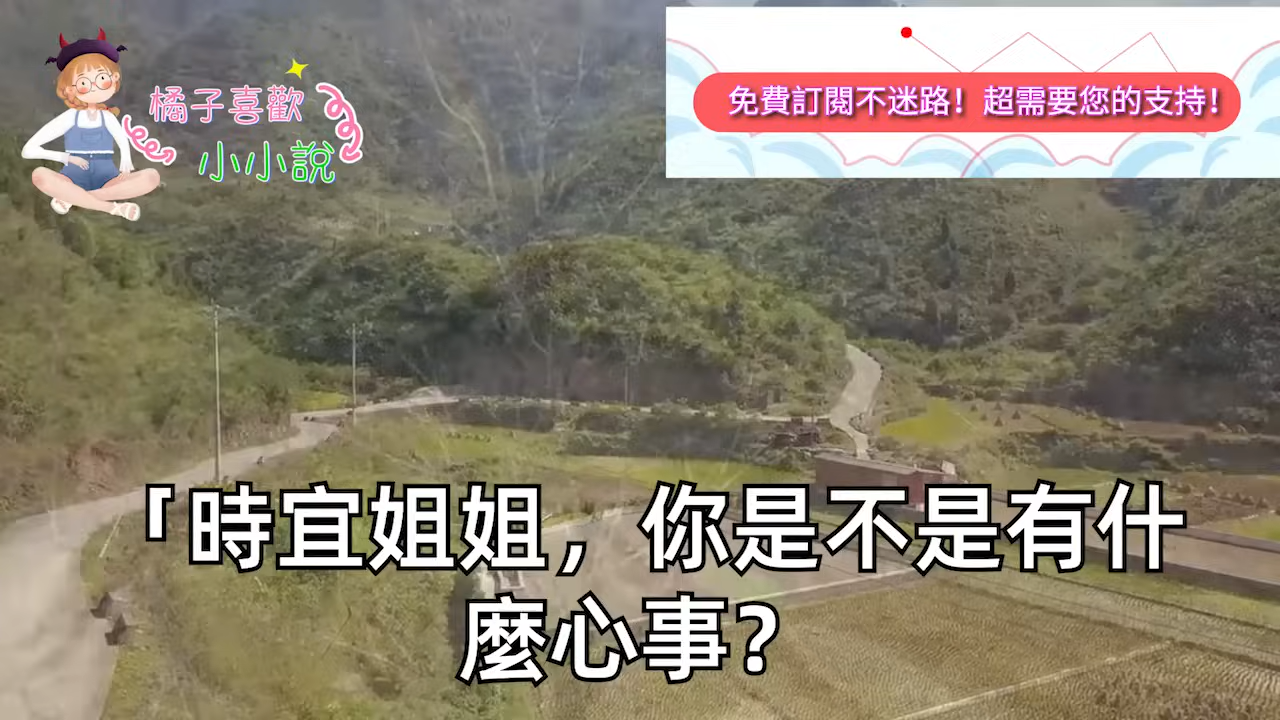 橘子喜歡
小小說
免費訂閱不迷路！超需要您的支持！
「時宜姐姐，你是不是有什
麼心事？